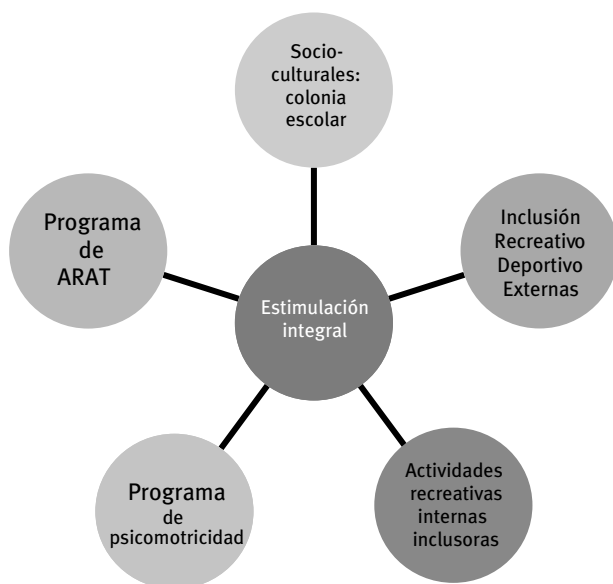 Socio-
culturales:
colonia
escolar
Programa
de
ARAT
Inclusión
Recreativo
Deportivo
Externas
Estimulación
integral
Programa
de
psicomotricidad
Actividades
recreativas
internas
inclusoras